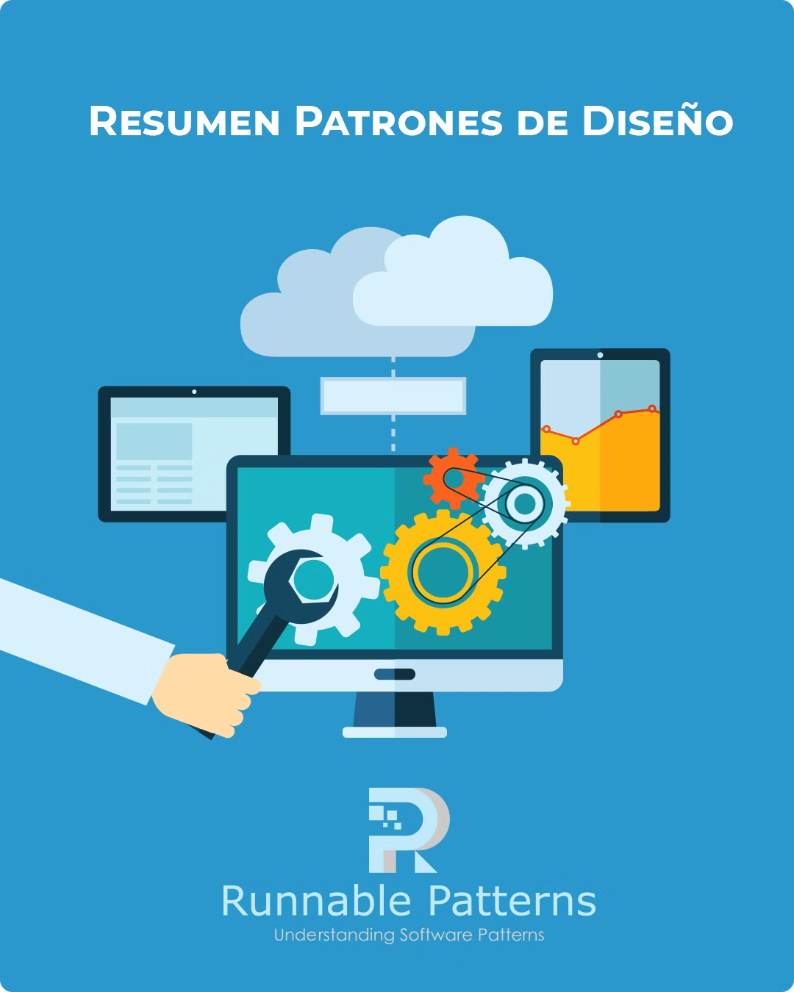 Resumen Patrones de Diseño
Runnable Patterns
Understanding Software Patterns